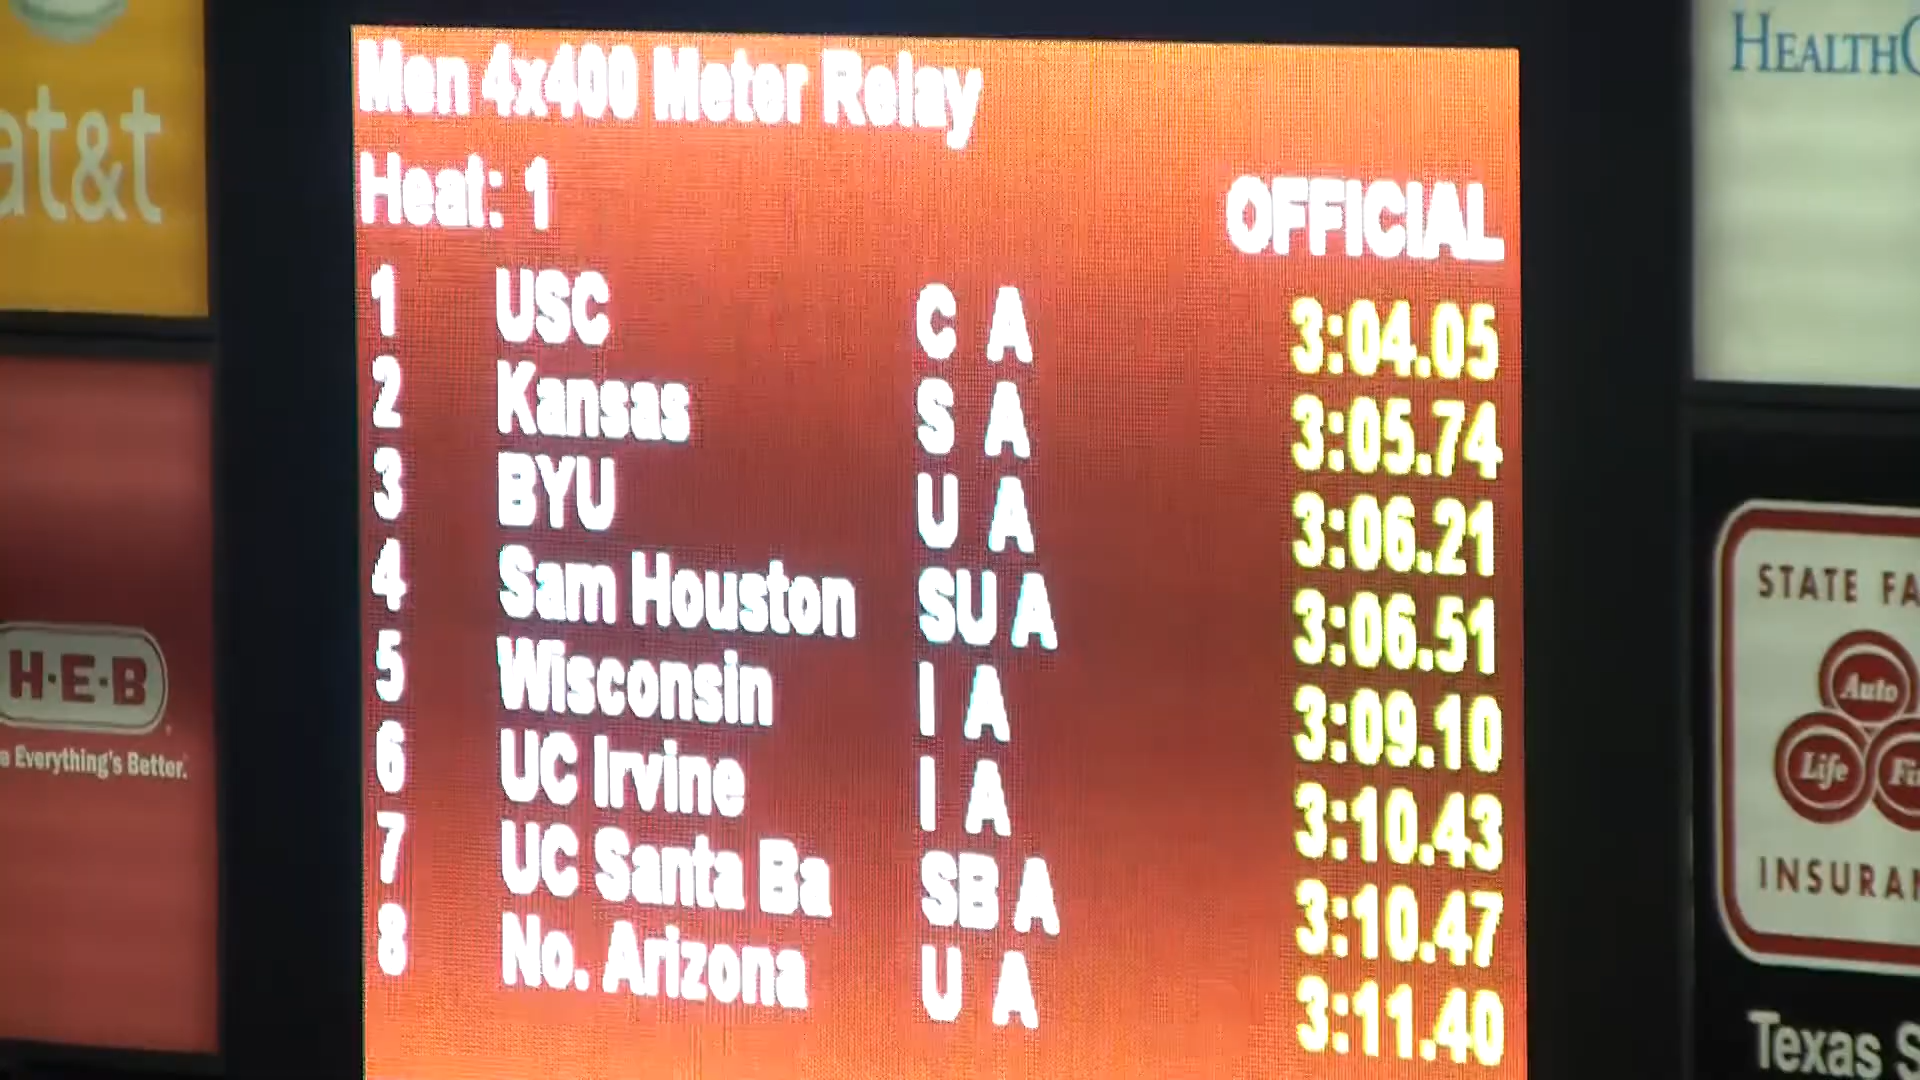 at&t
H·E·B
Everything's Better.
Men 4x400 Meter Relay
Heat: 1
OFFICIAL
1 USC C A 3:04.05
2 Kansas S A 3:05.74
3 BYU U A 3:06.21
4 Sam Houston SU A 3:06.51
5 Wisconsin I A 3:09.10
6 UC Irvine I A 3:10.43
7 UC Santa Ba SB A 3:10.47
8 No. Arizona U A 3:11.40
STATE FA
Auto
Life
INSURAN
Texas S